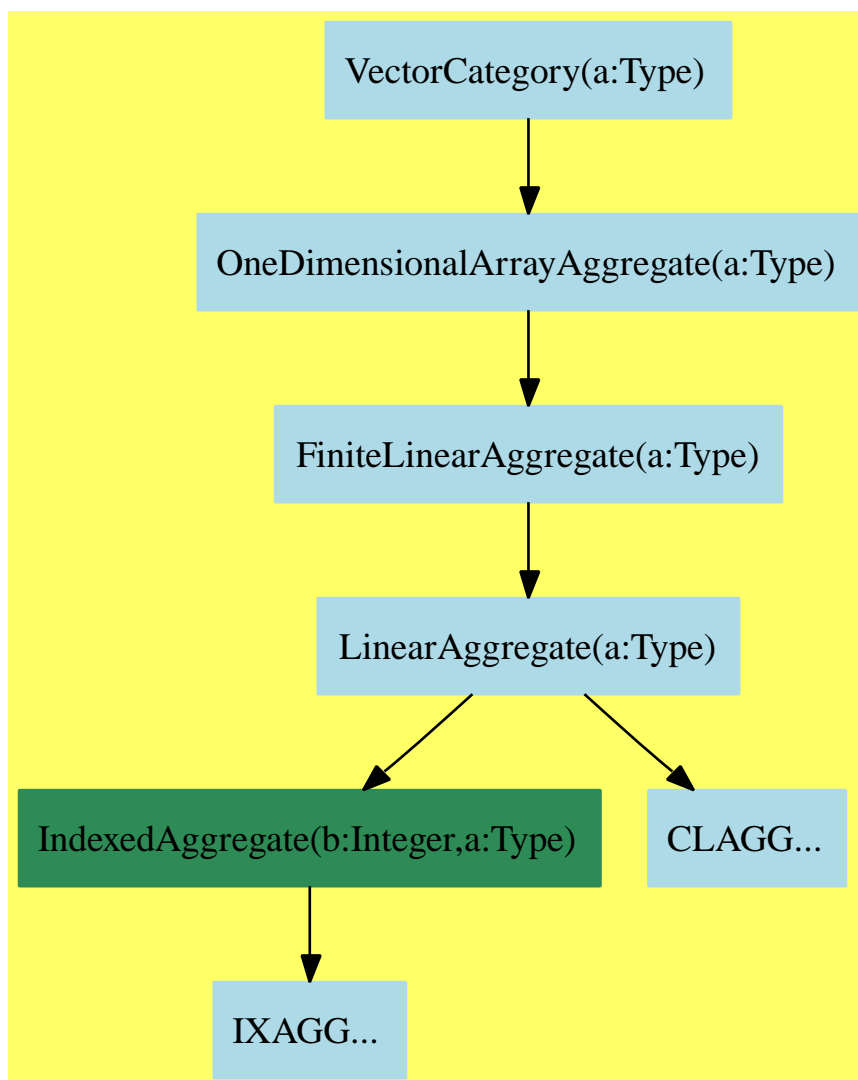 VectorCategory(a:Type)
OneDimensionalArrayAggregate(a:Type)
FiniteLinearAggregate(a:Type)
LinearAggregate(a:Type)
IndexedAggregate(b:Integer,a:Type)
CLAGG...
IXAGG...